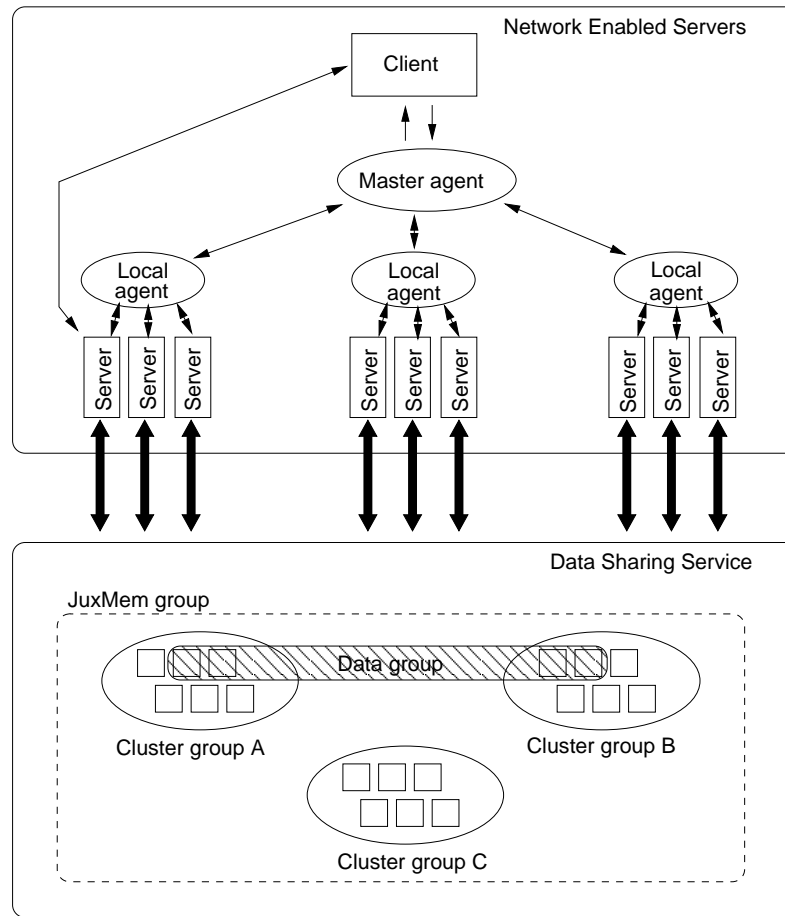 Network Enabled Servers
Client
Master agent
Local
agent
Local
agent
Local
agent
Server
Server
Server
Server
Server
Server
Server
Server
Server
Data Sharing Service
JuxMem group
Data group
Cluster group A
Cluster group B
Cluster group C